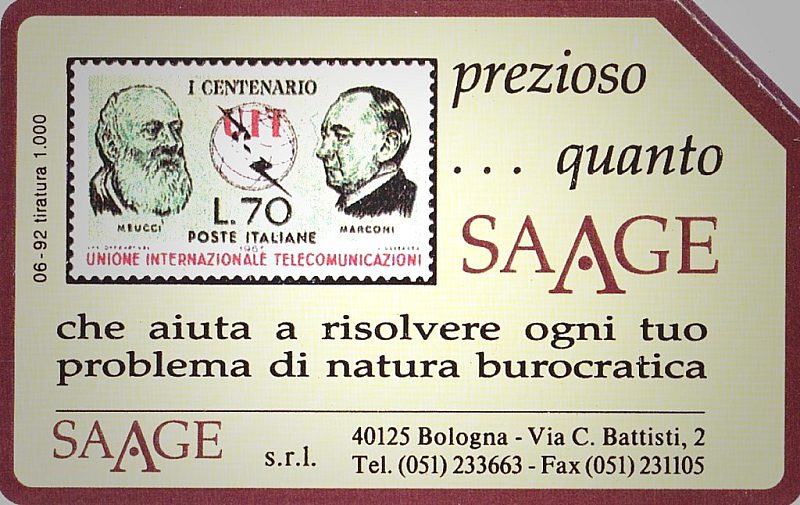 prezioso
... quanto
SAAGE
I CENTENARIO
UIT
MEUCCI
MARCONI
L.70
POSTE ITALIANE
UNIONE INTERNAZIONALE TELECOMUNICAZIONI
06-92 tiratura 1.000
che aiuta a risolvere ogni tuo
problema di natura burocratica
SAAGE s.r.l.
40125 Bologna - Via C. Battisti, 2
Tel. (051) 233663 - Fax (051) 231105